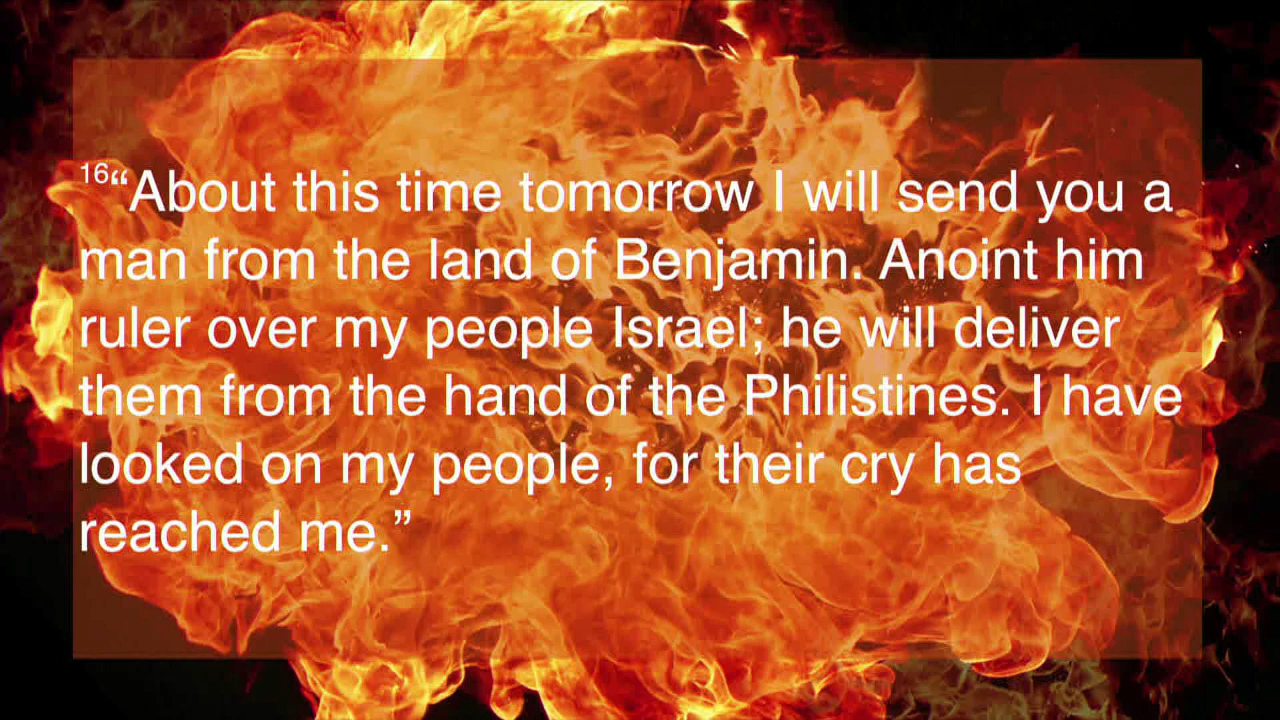 16“About this time tomorrow I will send you a
man from the land of Benjamin. Anoint him
ruler over my people Israel; he will deliver
them from the hand of the Philistines. I have
looked on my people, for their cry has
reached me.”